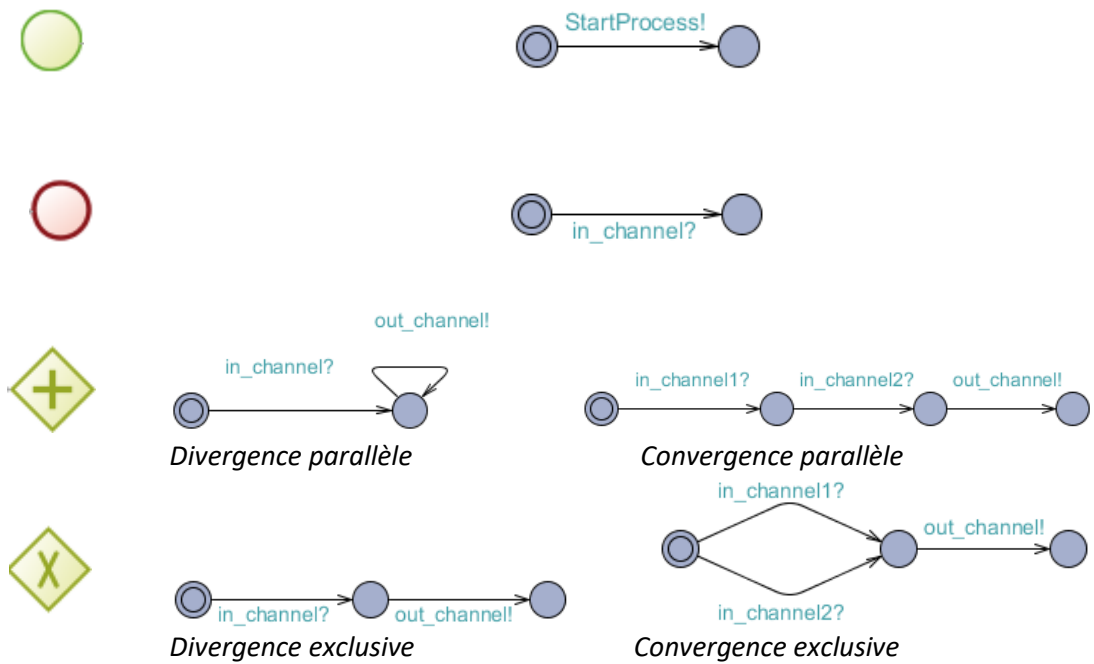 StartProcess!
in_channel?
out_channel!
in_channel?
in_channel1?
in_channel2?
out_channel!
Divergence parallèle
Convergence parallèle
in_channel1?
out_channel!
in_channel?
out_channel!
in_channel2?
Divergence exclusive
Convergence exclusive